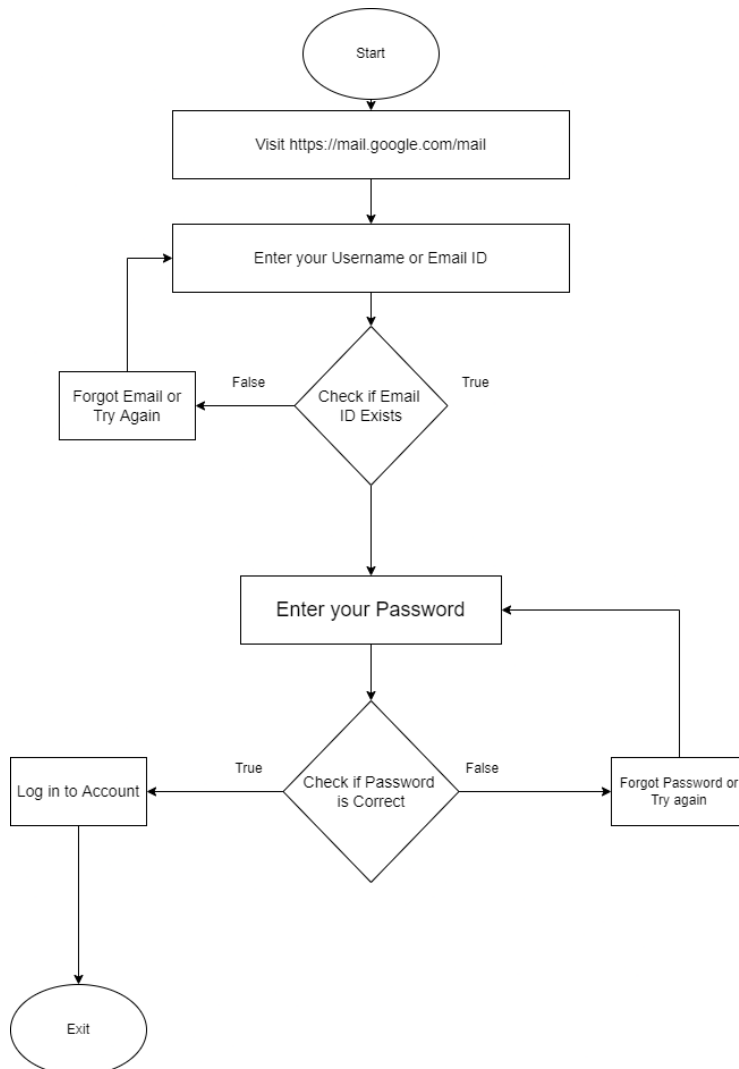 Start
Visit https://mail.google.com/mail
Enter your Username or Email ID
False
True
Forgot Email or
Try Again
Check if Email
ID Exists
Enter your Password
True
False
Log in to Account
Check if Password
is Correct
Forgot Password or
Try again
Exit